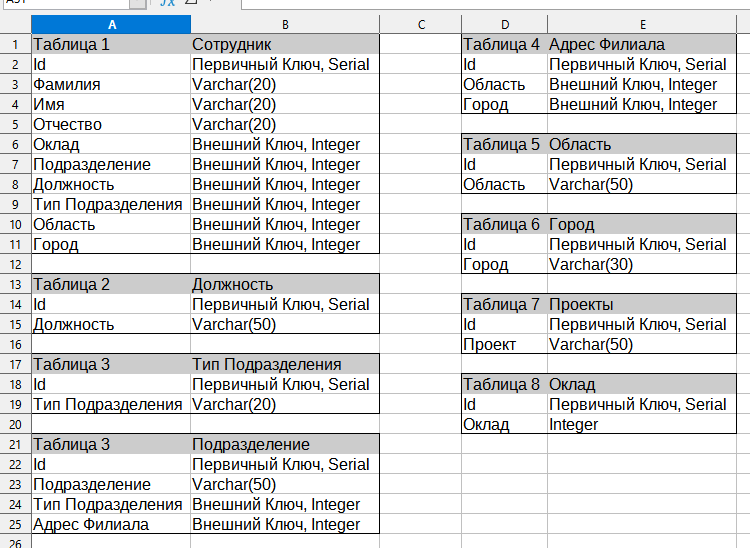 A B C D E
1 Таблица 1 Сотрудник Таблица 4 Адрес Филиала
2 Id Первичный Ключ, Serial Id Первичный Ключ, Serial
3 Фамилия Varchar(20) Область Внешний Ключ, Integer
4 Имя Varchar(20) Город Внешний Ключ, Integer
5 Отчество Varchar(20)
6 Оклад Внешний Ключ, Integer Таблица 5 Область
7 Подразделение Внешний Ключ, Integer Id Первичный Ключ, Serial
8 Должность Внешний Ключ, Integer Область Varchar(50)
9 Тип Подразделения Внешний Ключ, Integer
10 Область Внешний Ключ, Integer Таблица 6 Город
11 Город Внешний Ключ, Integer Id Первичный Ключ, Serial
12 Город Varchar(30)
13 Таблица 2 Должность
14 Id Первичный Ключ, Serial Таблица 7 Проекты
15 Должность Varchar(50) Id Первичный Ключ, Serial
16 Проект Varchar(50)
17 Таблица 3 Тип Подразделения
18 Id Первичный Ключ, Serial Таблица 8 Оклад
19 Тип Подразделения Varchar(20) Id Первичный Ключ, Serial
20 Оклад Integer
21 Таблица 3 Подразделение
22 Id Первичный Ключ, Serial
23 Подразделение Varchar(50)
24 Тип Подразделения Внешний Ключ, Integer
25 Адрес Филиала Внешний Ключ, Integer
26